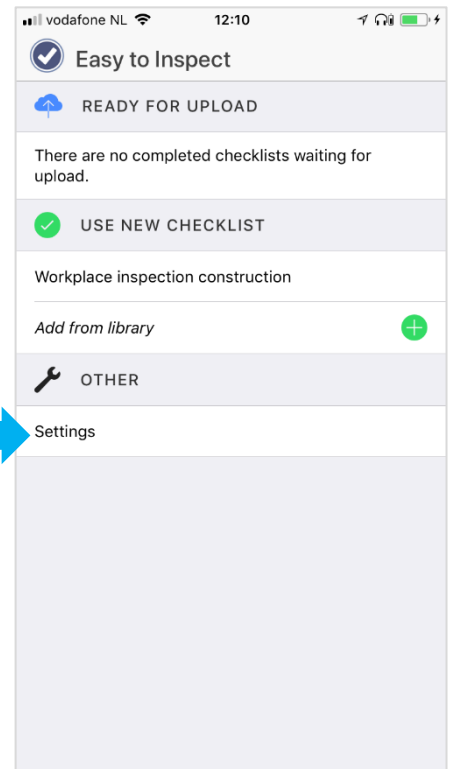 vodafone NL 12:10
Easy to Inspect
READY FOR UPLOAD
There are no completed checklists waiting for
upload.
USE NEW CHECKLIST
Workplace inspection construction
Add from library
OTHER
Settings